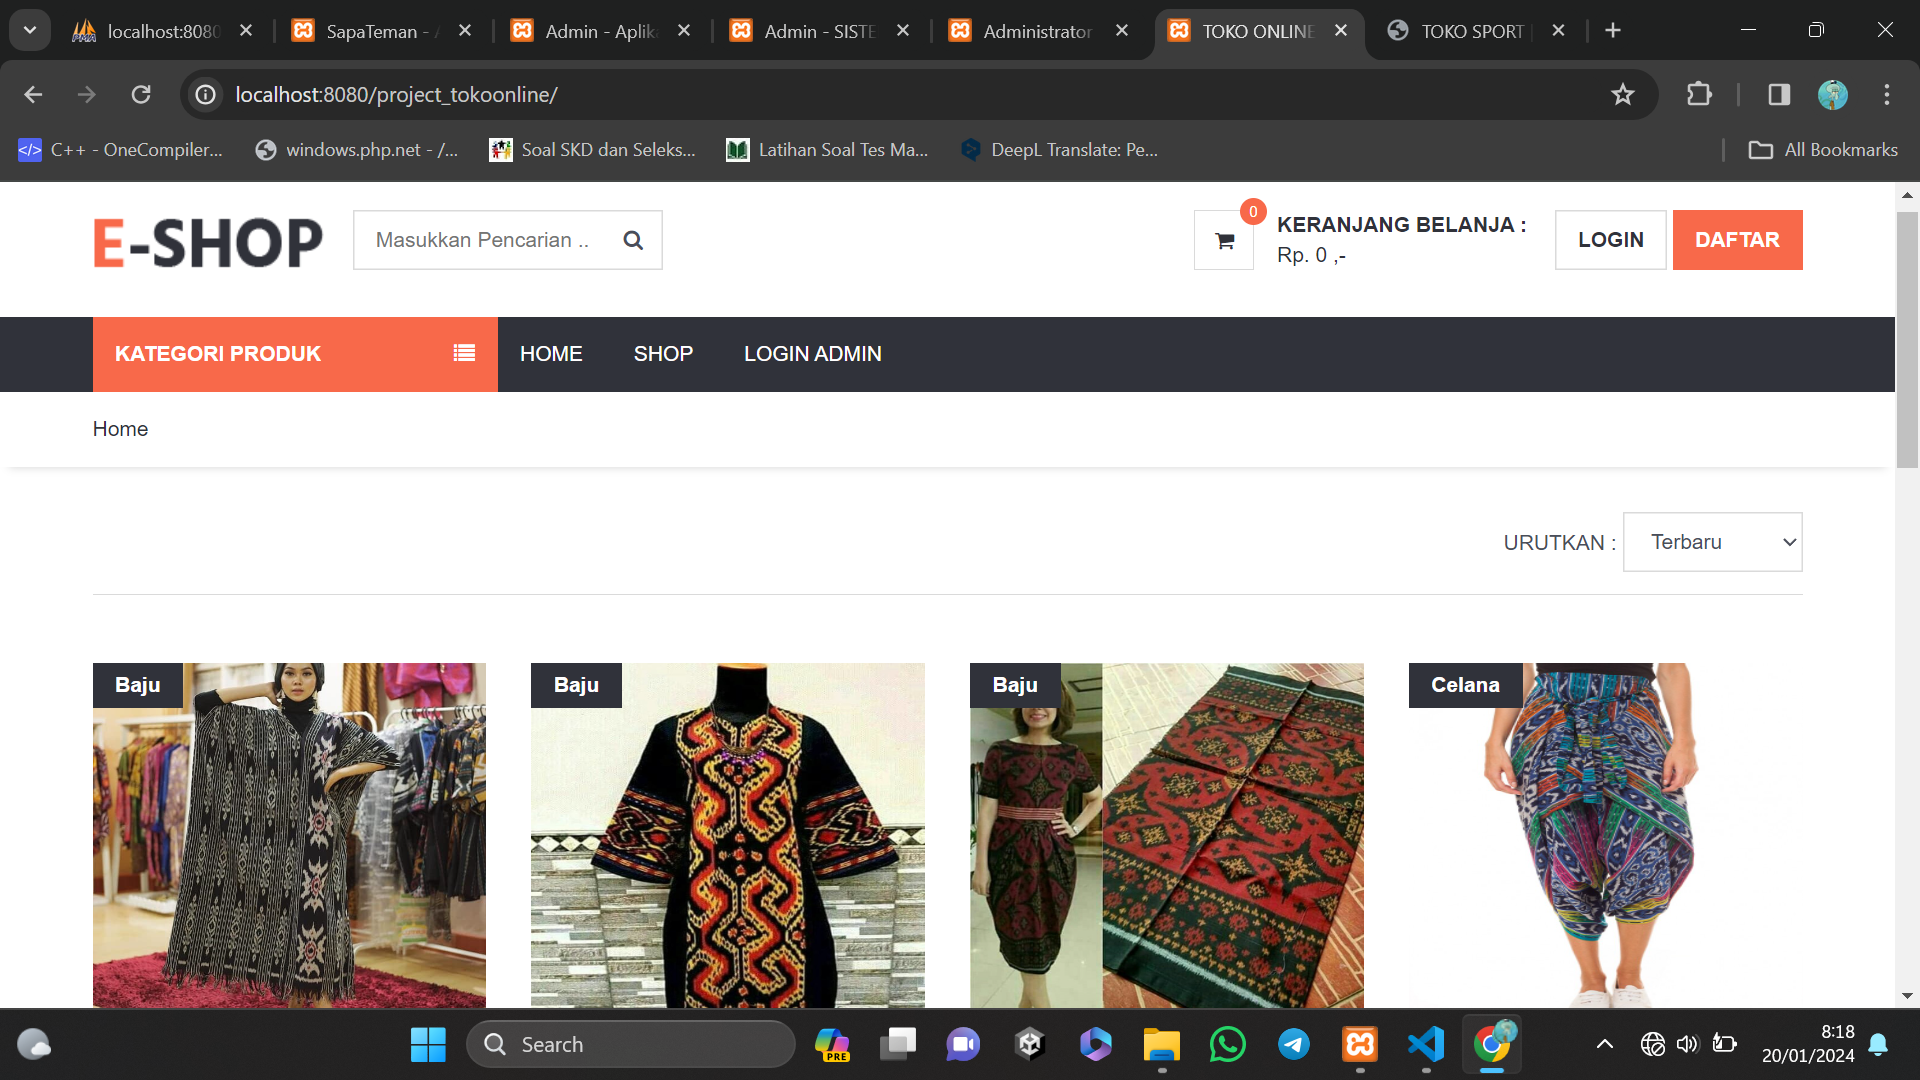 localhost:8080
SapaTeman - A
Admin - Aplika
Admin - SISTE
Administrator
TOKO ONLINE
TOKO SPORT |
localhost:8080/project_tokoonline/
C++ - OneCompiler...
windows.php.net - /...
Soal SKD dan Seleks...
Latihan Soal Tes Ma...
DeepL Translate: Pe...
All Bookmarks
E-SHOP
Masukkan Pencarian ..
0
KERANJANG BELANJA :
Rp. 0 ,-
LOGIN
DAFTAR
KATEGORI PRODUK
HOME
SHOP
LOGIN ADMIN
Home
URUTKAN :
Terbaru
Baju
Baju
Baju
Celana
Search
PRE
8:18
20/01/2024